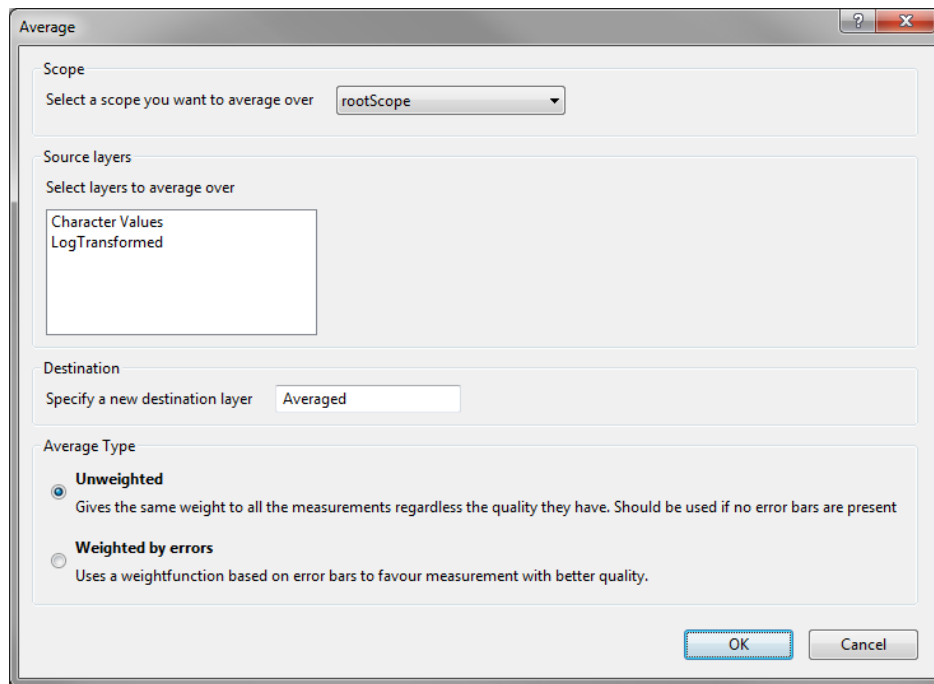 Average
?
Scope
Select a scope you want to average over rootScope
Source layers
Select layers to average over
Character Values
LogTransformed
Destination
Specify a new destination layer Averaged
Average Type
Unweighted
Gives the same weight to all the measurements regardless the quality they have. Should be used if no error bars are present
Weighted by errors
Uses a weightfunction based on error bars to favour measurement with better quality.
OK Cancel